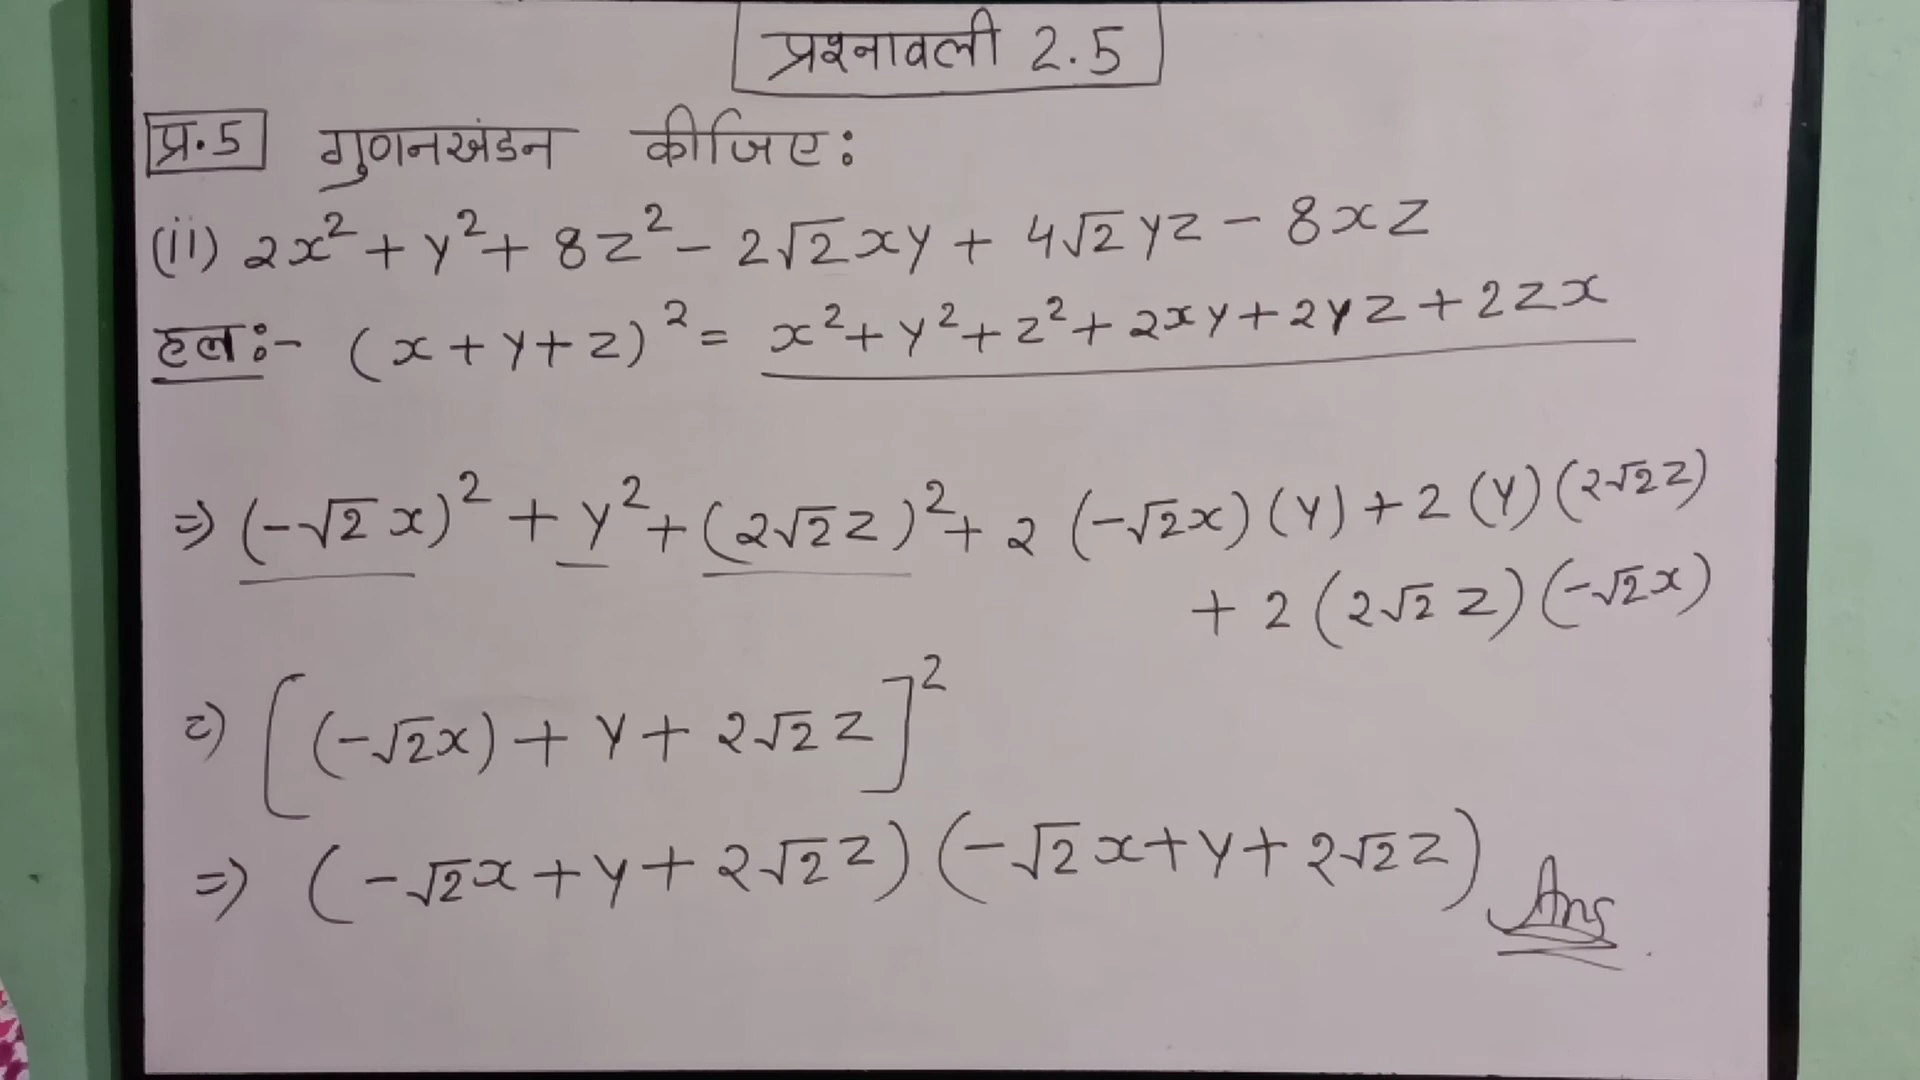 प्रश्नावली 2.5
प्र.5 गुणनखंडन कीजिए:
(ii) 2x² + y² + 8z² - 2√2xy + 4√2yz - 8xz
हल:- (x+y+z)² = x²+y²+z²+2xy+2yz+2zx
=> (-√2x)² + y² + (2√2z)² + 2(-√2x)(y) + 2(y)(2√2z)
+ 2(2√2z)(-√2x)
=> [(-√2x) + y + 2√2z]²
=> (-√2x+y+2√2z)(-√2x+y+2√2z) Ans